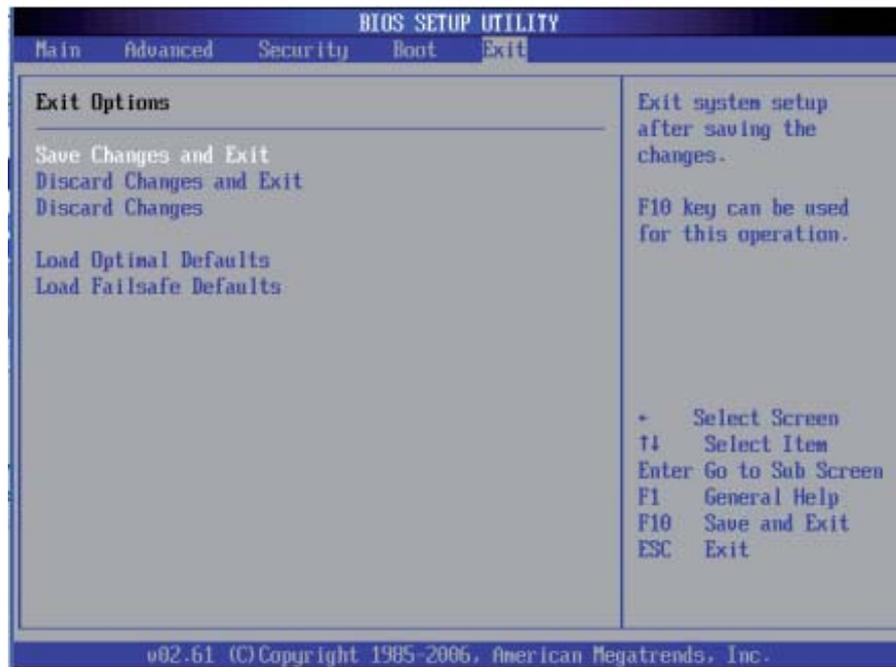 BIOS SETUP UTILITY
Main Advanced Security Boot Exit
Exit Options
Save Changes and Exit
Discard Changes and Exit
Discard Changes
Load Optimal Defaults
Load Failsafe Defaults
Exit system setup
after saving the
changes.
F10 key can be used
for this operation.
← Select Screen
↑↓ Select Item
Enter Go to Sub Screen
F1 General Help
F10 Save and Exit
ESC Exit
v02.61 (C)Copyright 1985-2006, American Megatrends, Inc.